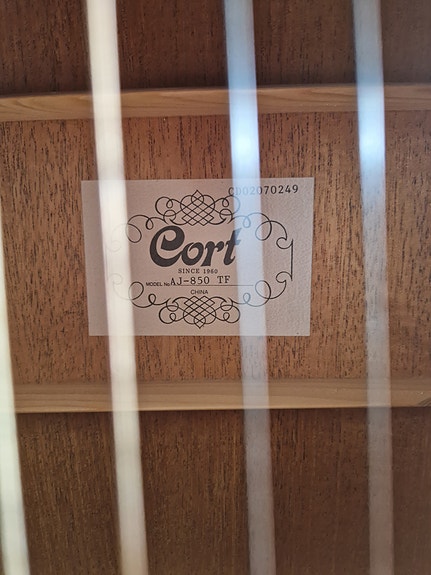 C002070249
Cort
SINCE 1960
MODEL No. AJ-850 TF
CHINA